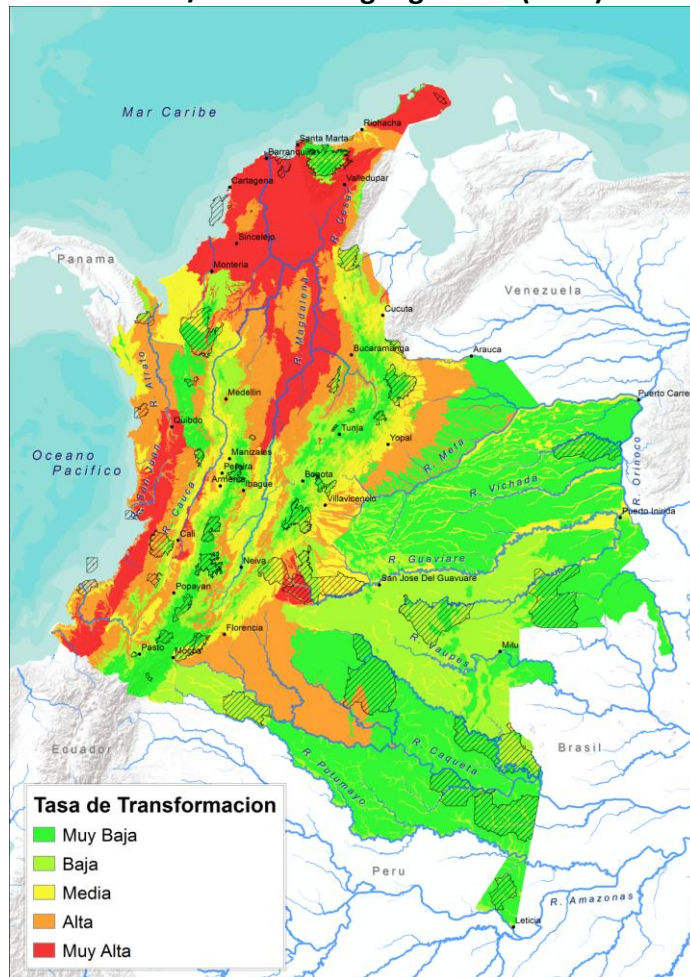 Mar Caribe
Riohacha
Santa Marta
Barranquilla
Cartagena
Valledupar
R. Cesar
Sincelejo
Monteria
Panama
Cucuta
Venezuela
R. Magdalena
Bucaramanga
Arauca
R. Atrato
Medellin
Puerto Carre
Quibdo
Tunja
Yopal
R. Meta
R. Orinoco
Oceano
Pacifico
Manizales
Pereira
Armenia
Ibague
Bogota
R. San Juan
R. Cauca
Villavicencio
R. Vichada
Puerto Inirida
Cali
R. Guaviare
Neiva
San Jose Del Guavuare
Popayan
Florencia
R. Vaupes
Mitu
Pasto
Mocoa
Ecuador
Brasil
R. Caqueta
R. Putumayo
Peru
R. Amazonas
Leticia
Tasa de Transformacion
Muy Baja
Baja
Media
Alta
Muy Alta